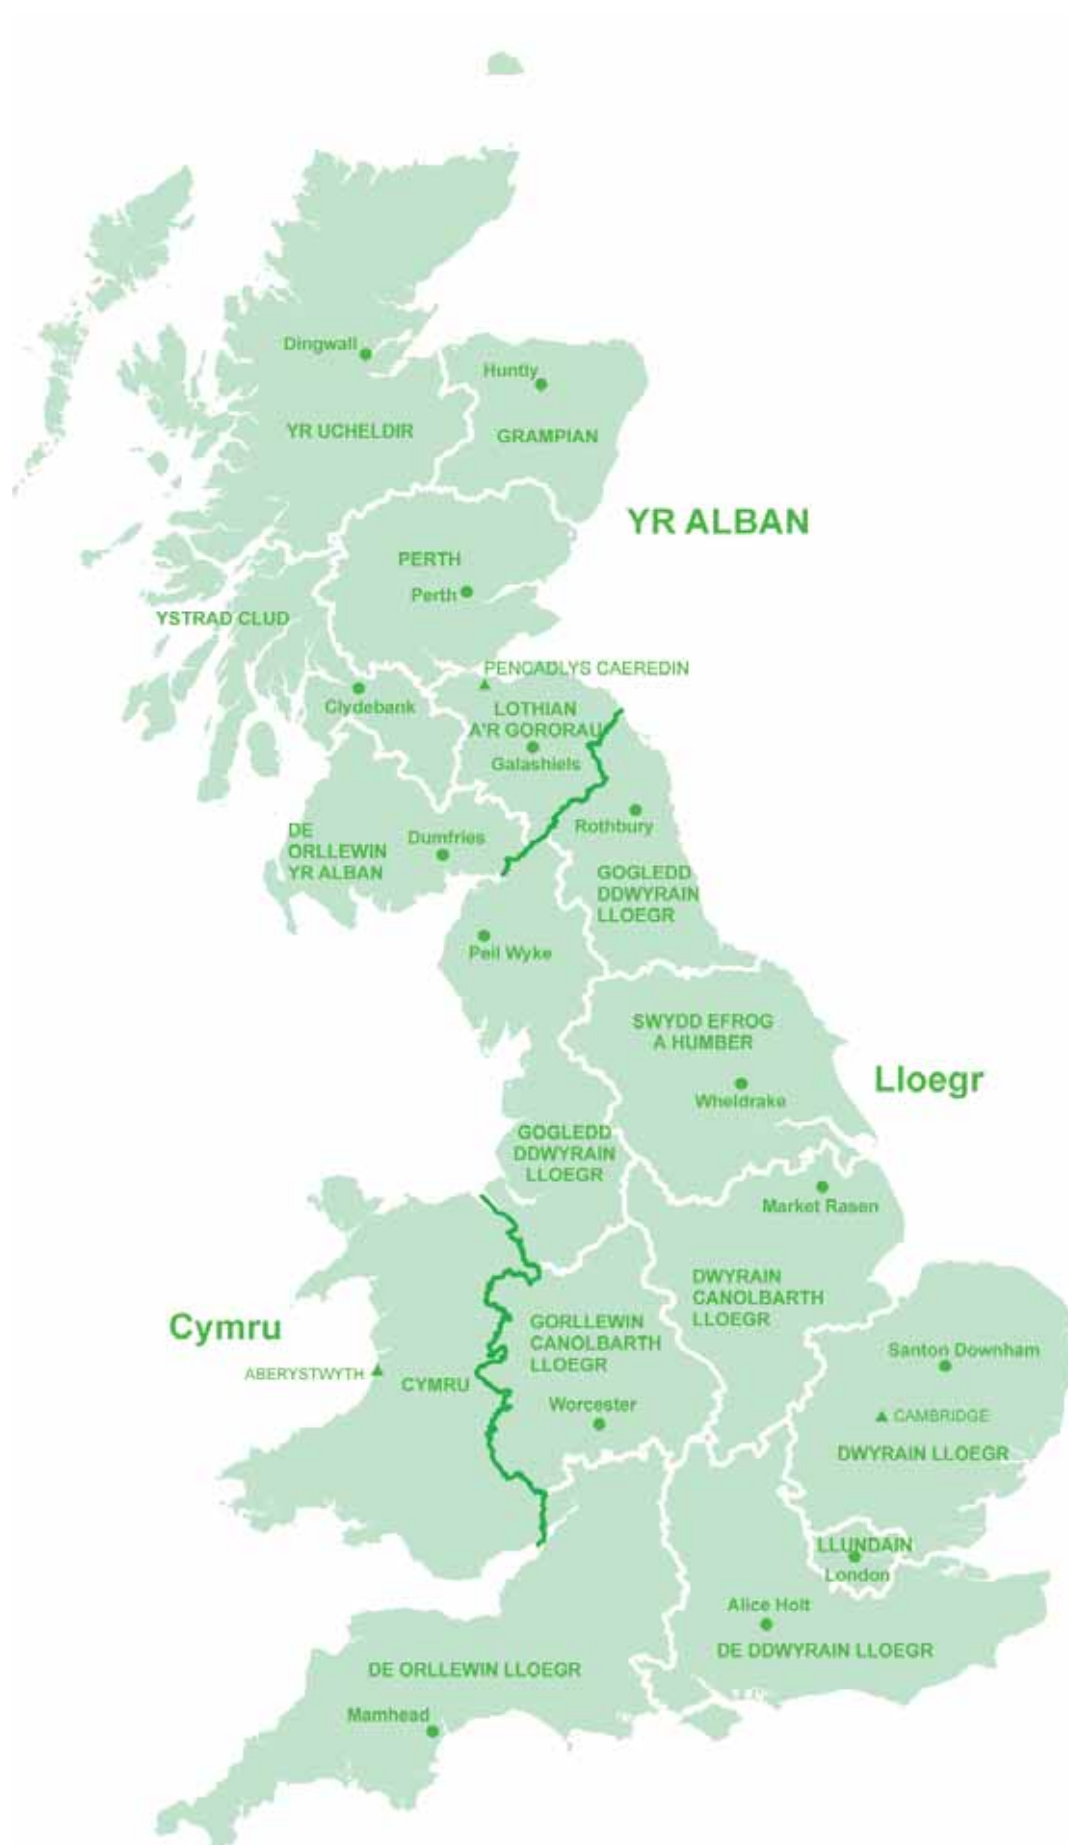 Dingwall
Huntly
YR UCHELDIR
GRAMPIAN
YR ALBAN
PERTH
Perth
YSTRAD CLUD
PENCADLYS CAEREDIN
Clydebank
LOTHIAN
A'R GORORAU
Galashiels
DE
ORLLEWIN
YR ALBAN
Dumfries
Rothbury
GOGLEDD
DDWYRAIN
LLOEGR
Peil Wyke
SWYDD EFROG
A HUMBER
Lloegr
Wheldrake
GOGLEDD
DDWYRAIN
LLOEGR
Market Rasen
DWYRAIN
CANOLBARTH
LLOEGR
Cymru
GORLLEWIN
CANOLBARTH
LLOEGR
Santon Downham
ABERYSTWYTH
CYMRU
Worcester
CAMBRIDGE
DWYRAIN LLOEGR
LLUNDAIN
London
Alice Holt
DE DDWYRAIN LLOEGR
DE ORLLEWIN LLOEGR
Mamhead